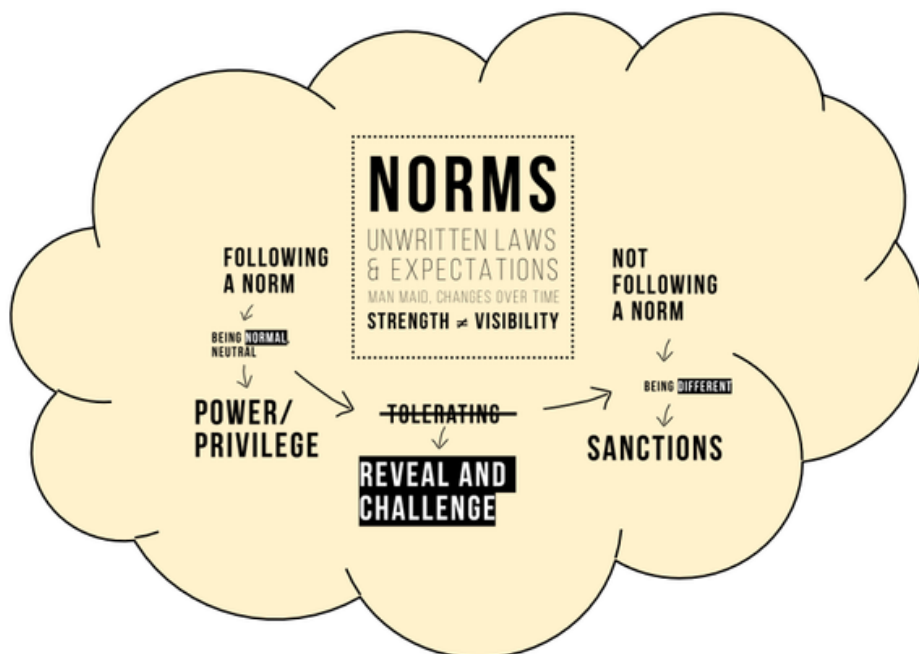 NORMS
UNWRITTEN LAWS
& EXPECTATIONS
MAN MAID, CHANGES OVER TIME
STRENGTH ≠ VISIBILITY
FOLLOWING
A NORM
BEING NORMAL,
NEUTRAL
POWER/
PRIVILEGE
TOLERATING
REVEAL AND
CHALLENGE
NOT
FOLLOWING
A NORM
BEING DIFFERENT
SANCTIONS